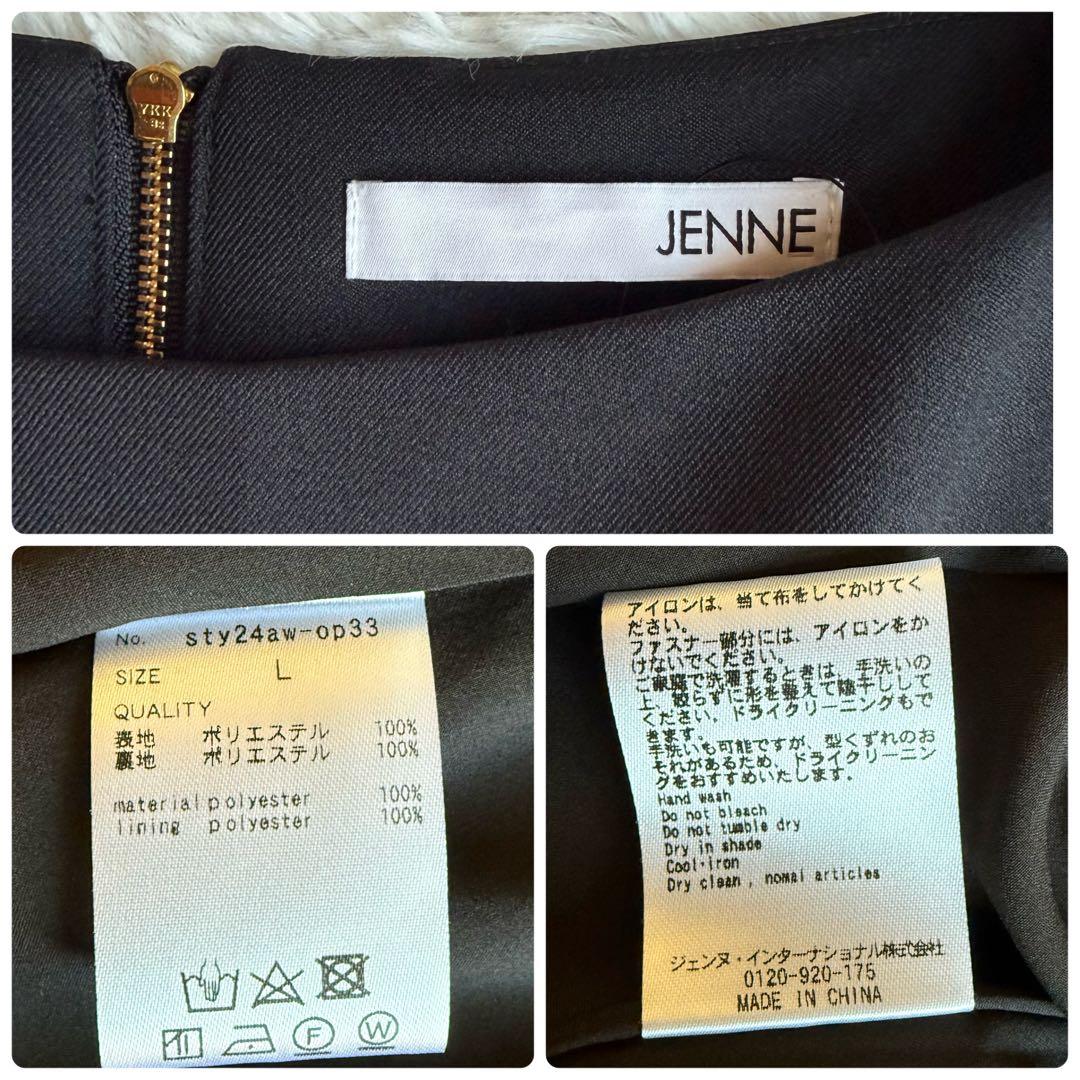 YKK
JENNE
No. sty24aw-op33
SIZE L
QUALITY
表地 ポリエステル 100%
裏地 ポリエステル 100%
material polyester 100%
lining polyester 100%
F
W
アイロンは、当て布をしてかけてく
ださい。
ファスナー部分には、アイロンをか
けないでください。
ご家庭で洗濯するときは、手洗いの
上、絞らずに形を整えて陰干しして
ください。ドライクリーニングもで
きます。
手洗いも可能ですが、型くずれのお
それがあるため、ドライクリーニン
グをおすすめいたします。
Hand wash
Do not bleach
Do not tumble dry
Dry in shade
Cool·iron
Dry clean , nomal articles
ジェンヌ・インターナショナル株式会社
0120-920-175
MADE IN CHINA